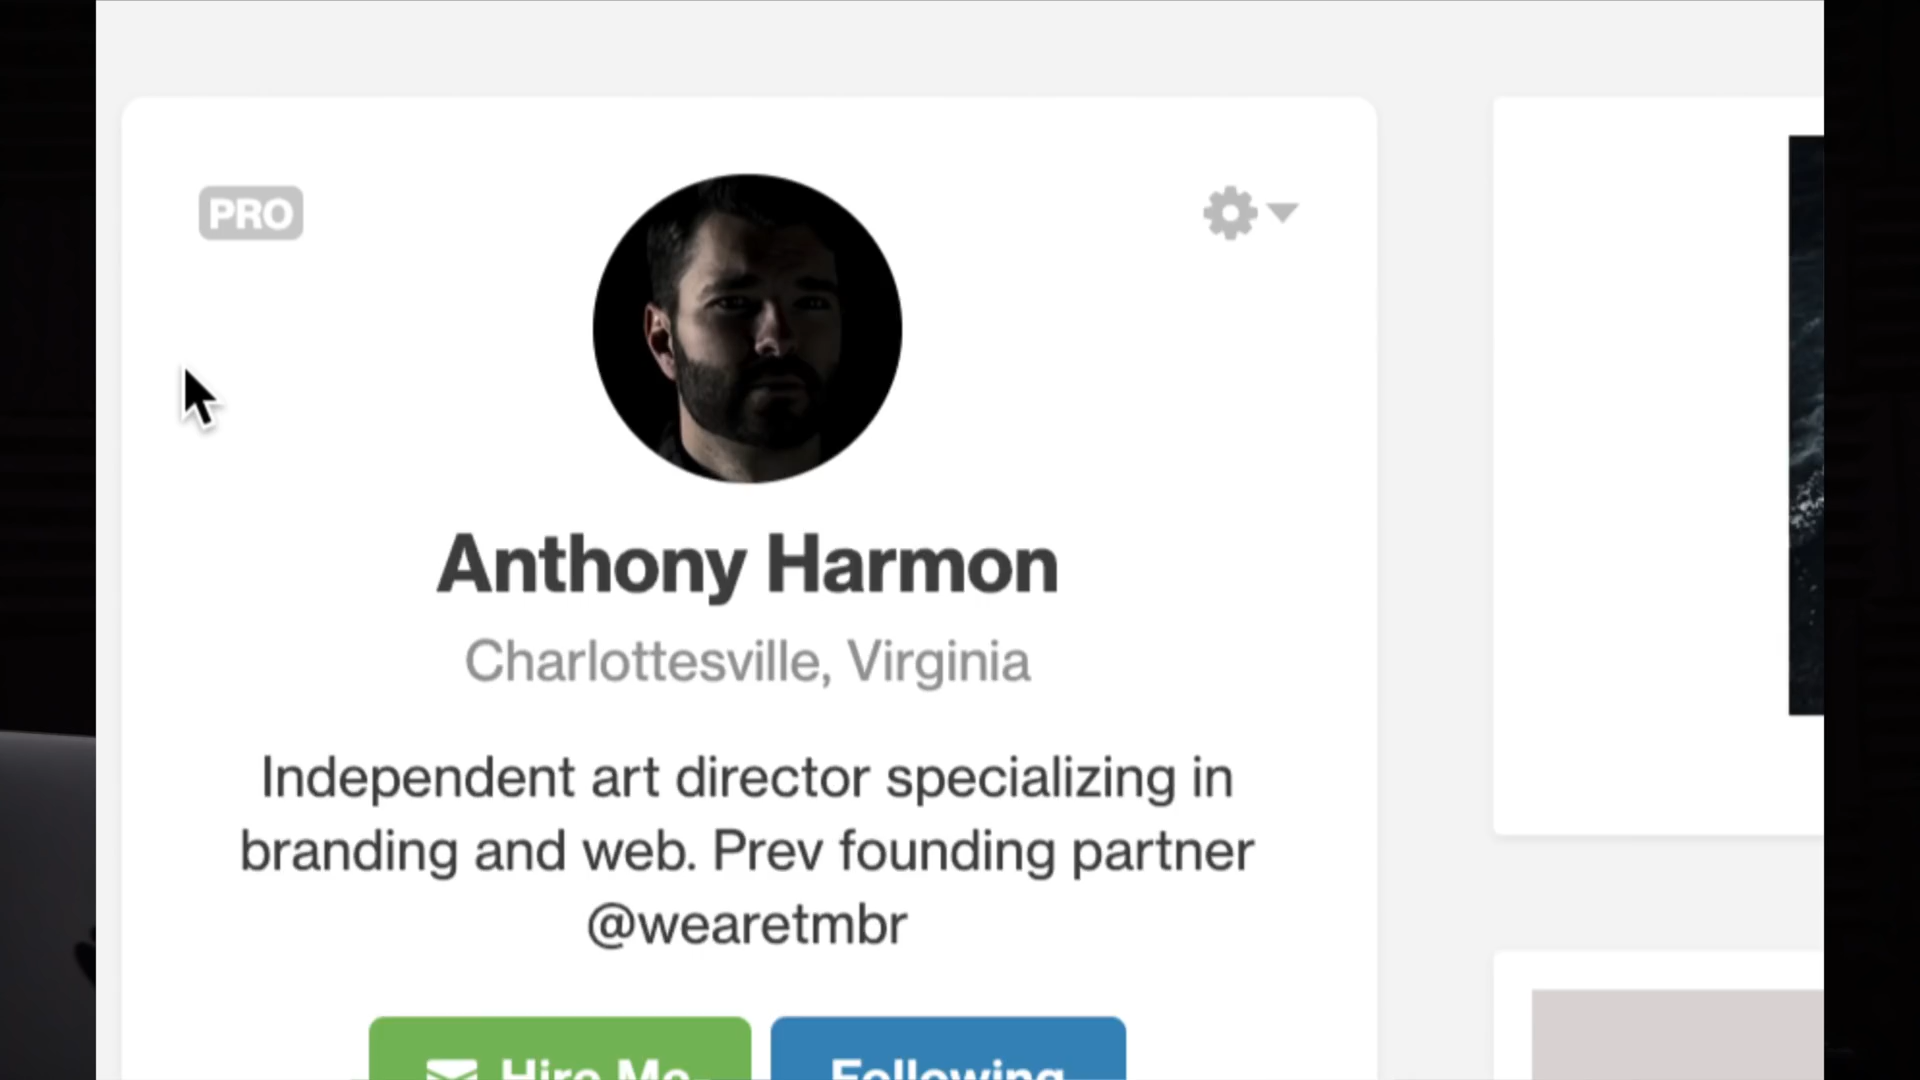 PRO
Anthony Harmon
Charlottesville, Virginia
Independent art director specializing in
branding and web. Prev founding partner
@wearetmbr
Hire Me
Following